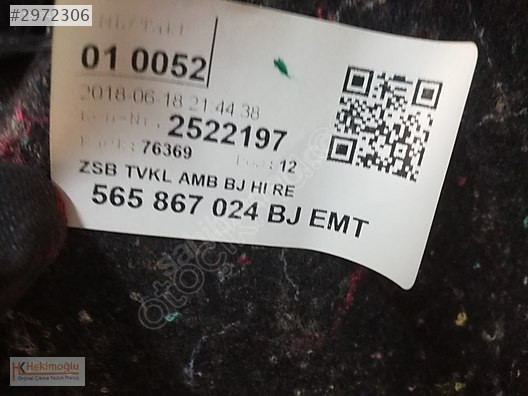 #2972306
01 0052
2018-06-18 21:44:38
2522197
: 76369 : 12
ZSB TVKL AMB BJ HI RE
565 867 024 BJ EMT
HK Hekimoğlu